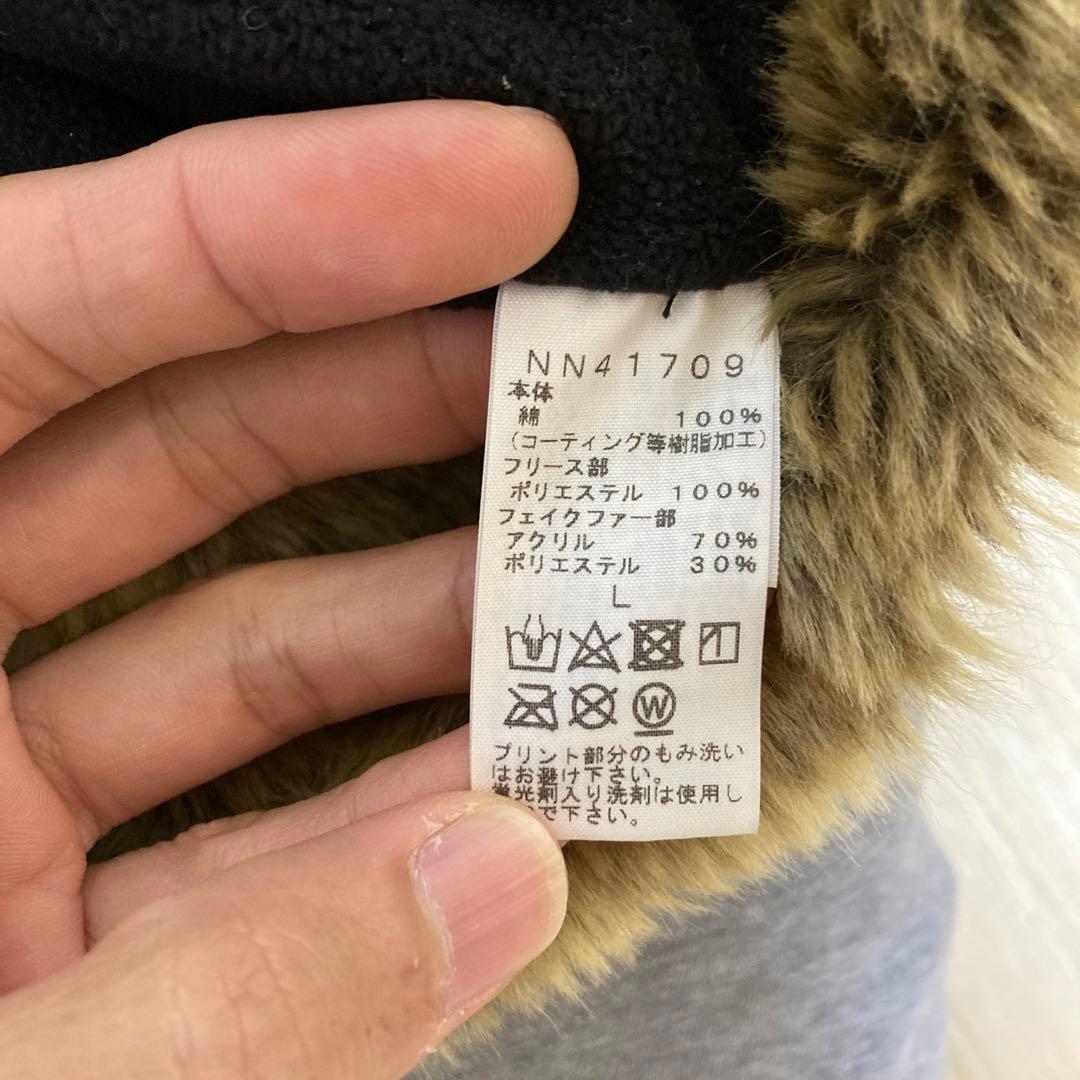 NN41709
本体
綿 100%
(コーティング等樹脂加工)
フリース部
ポリエステル 100%
フェイクファー部
アクリル 70%
ポリエステル 30%
L
W
プリント部分のもみ洗い
はお避け下さい。
蛍光剤入り洗剤は使用し
で下さい。